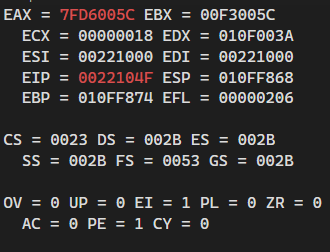 EAX = 7FD6005C EBX = 00F3005C
ECX = 00000018 EDX = 010F003A
ESI = 00221000 EDI = 00221000
EIP = 0022104F ESP = 010FF868
EBP = 010FF874 EFL = 00000206
CS = 0023 DS = 002B ES = 002B
SS = 002B FS = 0053 GS = 002B
OV = 0 UP = 0 EI = 1 PL = 0 ZR = 0
AC = 0 PE = 1 CY = 0